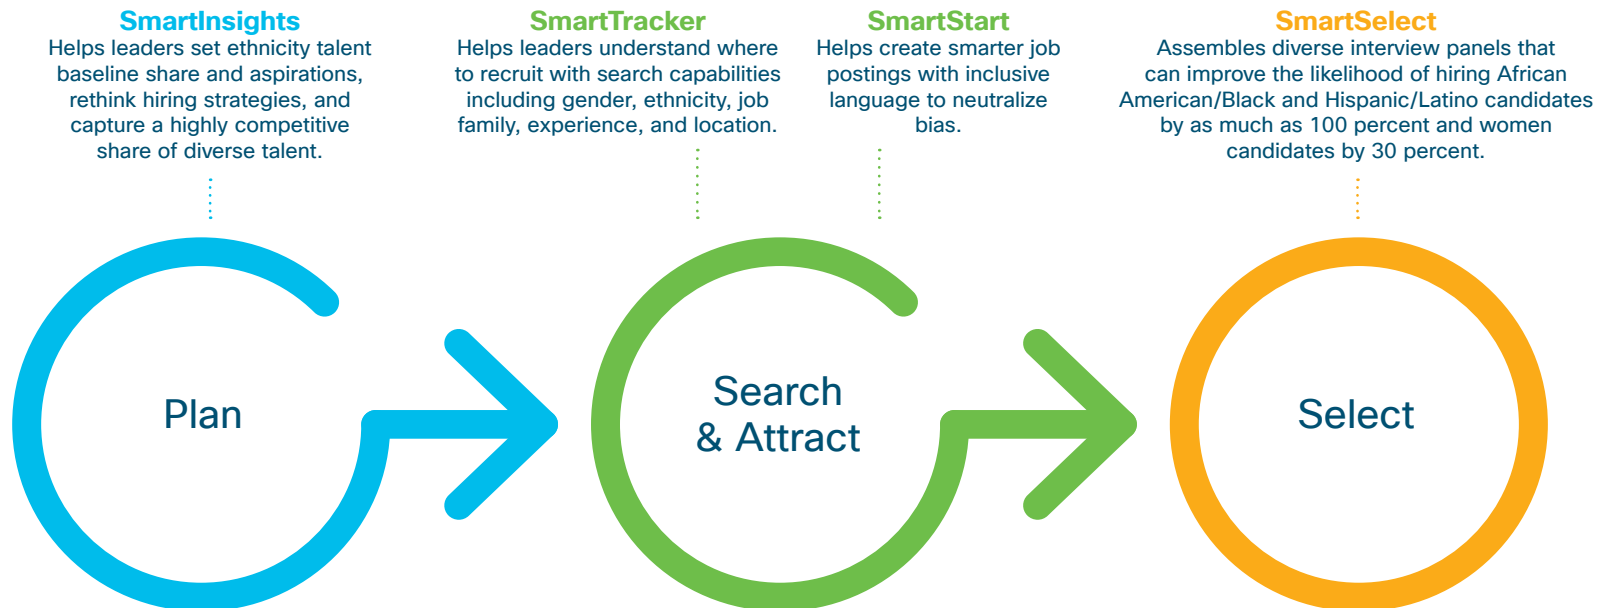 SmartInsights
Helps leaders set ethnicity talent
baseline share and aspirations,
rethink hiring strategies, and
capture a highly competitive
share of diverse talent.
SmartTracker
Helps leaders understand where
to recruit with search capabilities
including gender, ethnicity, job
family, experience, and location.
SmartStart
Helps create smarter job
postings with inclusive
language to neutralize
bias.
SmartSelect
Assembles diverse interview panels that
can improve the likelihood of hiring African
American/Black and Hispanic/Latino candidates
by as much as 100 percent and women
candidates by 30 percent.
Plan
Search
& Attract
Select